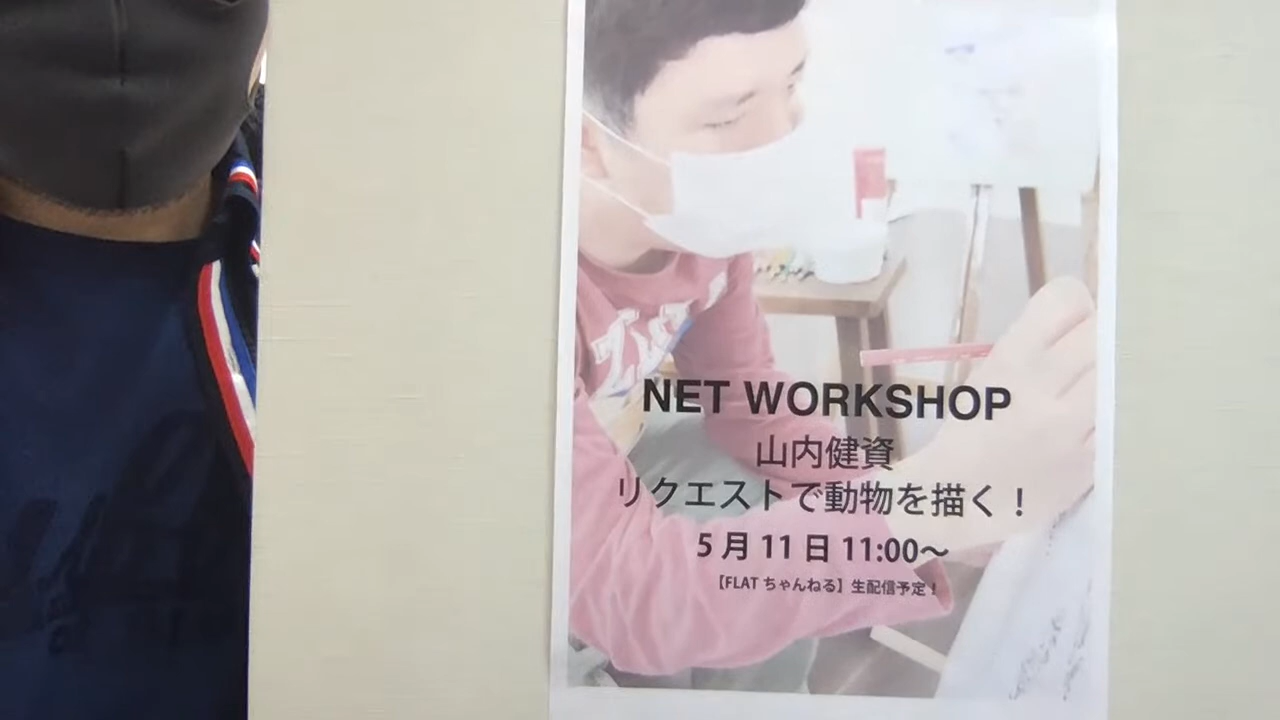 NET WORKSHOP
山内健資
リクエストで動物を描く！
5月11日 11:00～
【FLATちゃんねる】生配信予定！